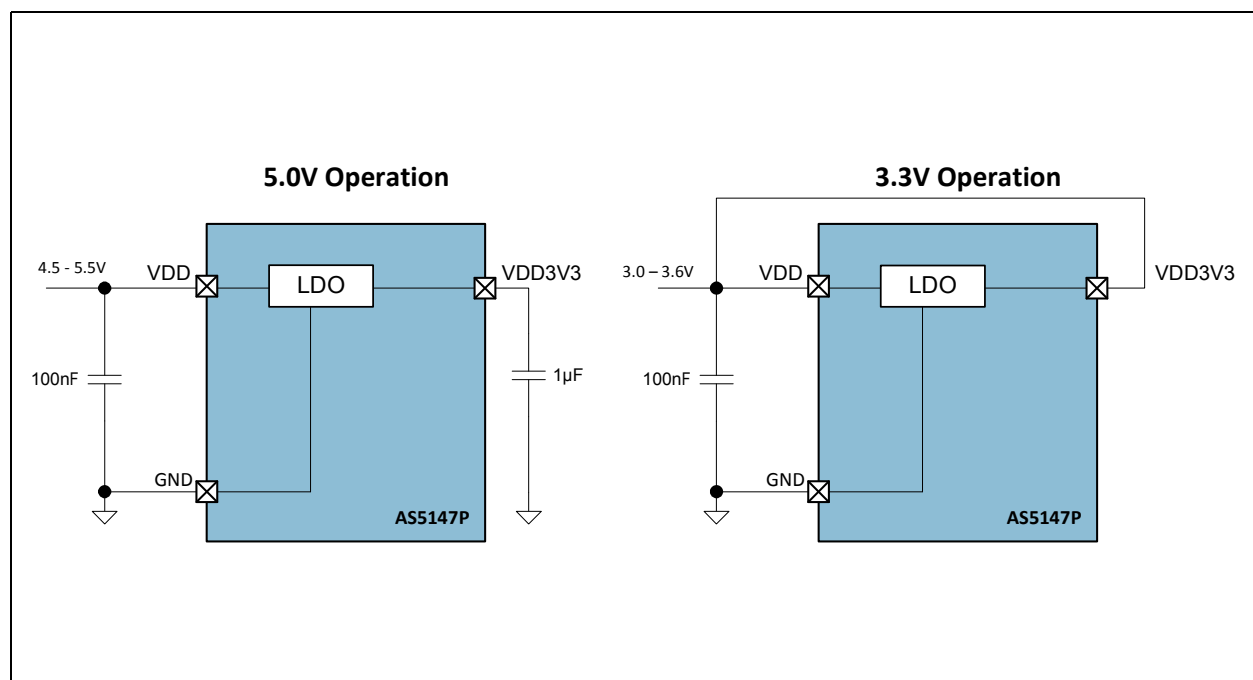 5.0V Operation
4.5 - 5.5V
VDD
LDO
VDD3V3
100nF
1µF
GND
AS5147P
3.3V Operation
3.0 – 3.6V
VDD
LDO
VDD3V3
100nF
GND
AS5147P